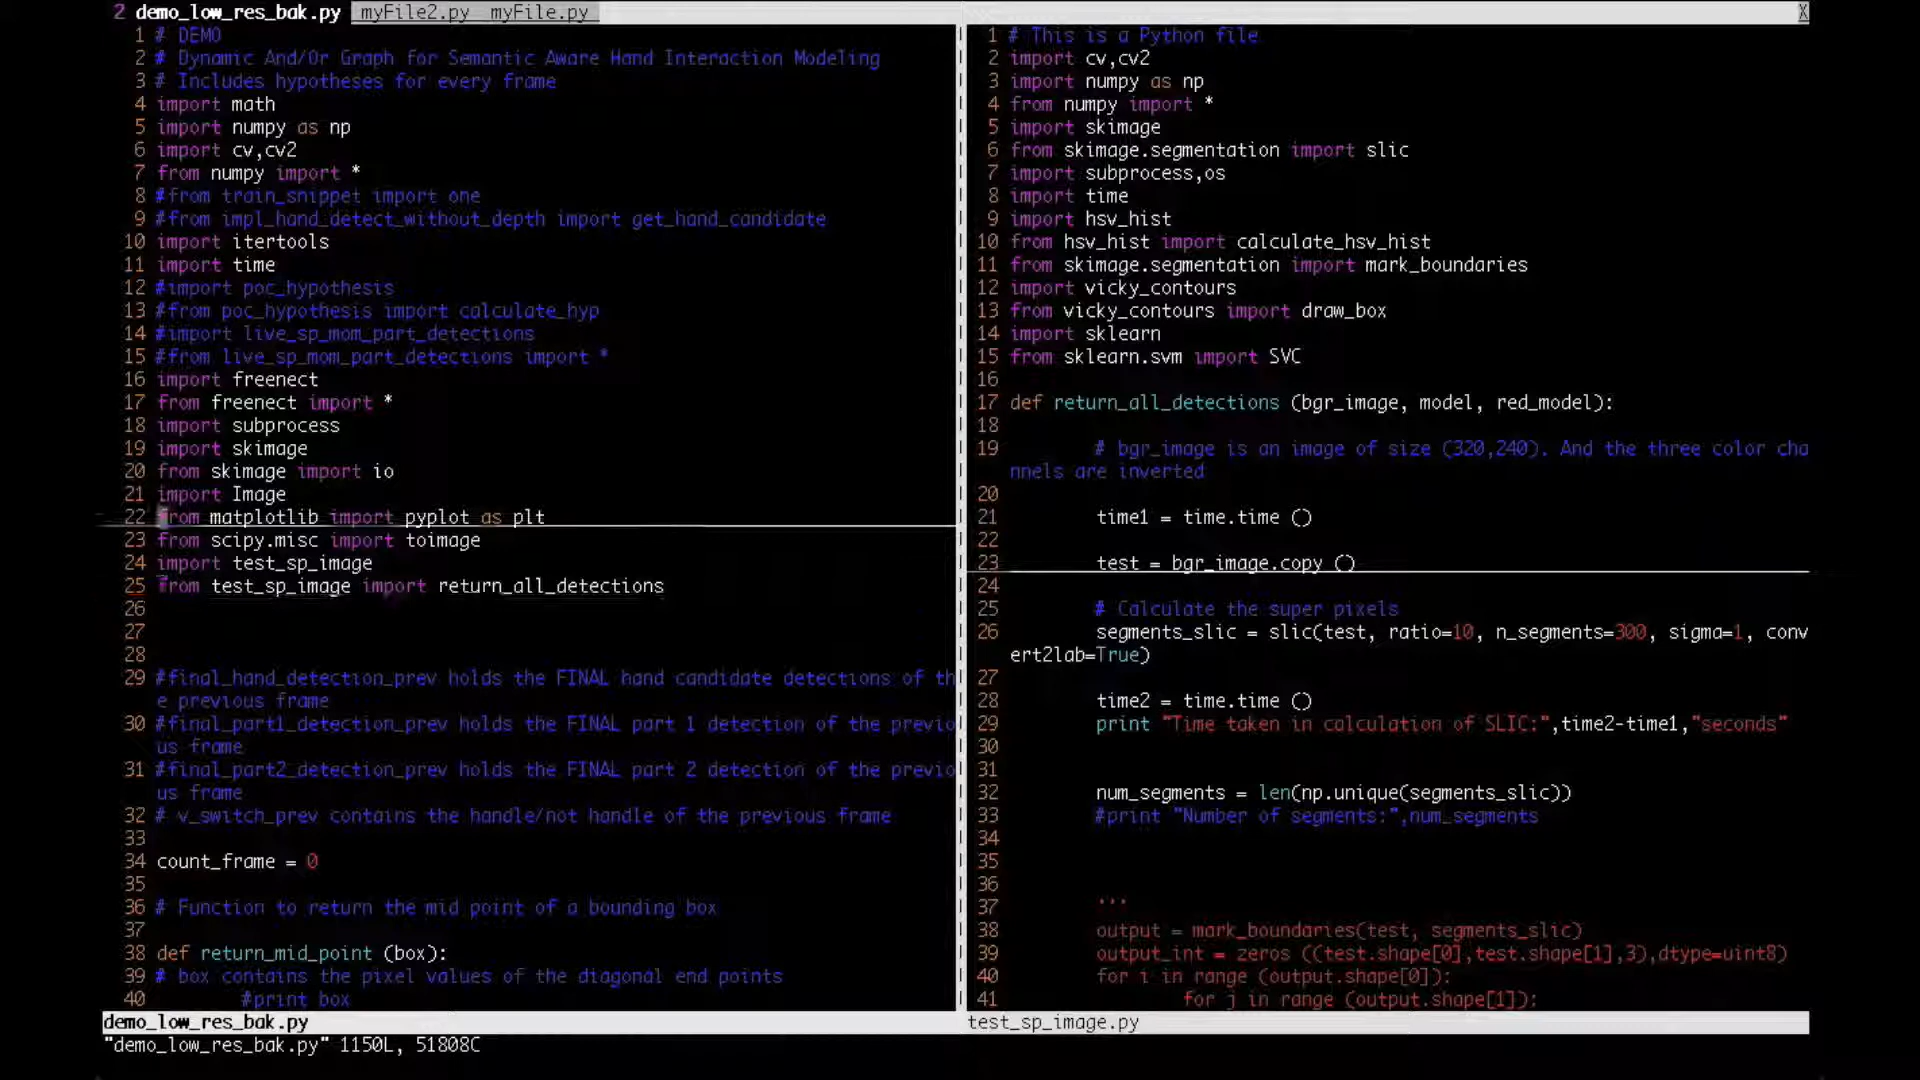 2 demo_low_res_bak.py myFile2.py myFile.py X
1 # DEMO
2 # Dynamic And/Or Graph for Semantic Aware Hand Interaction Modeling
3 # Includes hypotheses for every frame
4 import math
5 import numpy as np
6 import cv,cv2
7 from numpy import *
8 #from train_snippet import one
9 #from impl_hand_detect_without_depth import get_hand_candidate
10 import itertools
11 import time
12 #import poc_hypothesis
13 #from poc_hypothesis import calculate_hyp
14 #import live_sp_mom_part_detections
15 #from live_sp_mom_part_detections import *
16 import freenect
17 from freenect import *
18 import subprocess
19 import skimage
20 from skimage import io
21 import Image
22 from matplotlib import pyplot as plt
23 from scipy.misc import toimage
24 import test_sp_image
25 from test_sp_image import return_all_detections
26
27
28
29 #final_hand_detection_prev holds the FINAL hand candidate detections of th
e previous frame
30 #final_part1_detection_prev holds the FINAL part 1 detection of the previo
us frame
31 #final_part2_detection_prev holds the FINAL part 2 detection of the previo
us frame
32 # v_switch_prev contains the handle/not handle of the previous frame
33
34 count_frame = 0
35
36 # Function to return the mid point of a bounding box
37
38 def return_mid_point (box):
39 # box contains the pixel values of the diagonal end points
40 #print box
demo_low_res_bak.py
"demo_low_res_bak.py" 1150L, 51808C
1 # This is a Python file
2 import cv,cv2
3 import numpy as np
4 from numpy import *
5 import skimage
6 from skimage.segmentation import slic
7 import subprocess,os
8 import time
9 import hsv_hist
10 from hsv_hist import calculate_hsv_hist
11 from skimage.segmentation import mark_boundaries
12 import vicky_contours
13 from vicky_contours import draw_box
14 import sklearn
15 from sklearn.svm import SVC
16
17 def return_all_detections (bgr_image, model, red_model):
18
19 # bgr_image is an image of size (320,240). And the three color cha
nnels are inverted
20
21 time1 = time.time ()
22
23 test = bgr_image.copy ()
24
25 # Calculate the super pixels
26 segments_slic = slic(test, ratio=10, n_segments=300, sigma=1, conv
ert2lab=True)
27
28 time2 = time.time ()
29 print "Time taken in calculation of SLIC:",time2-time1,"seconds"
30
31
32 num_segments = len(np.unique(segments_slic))
33 #print "Number of segments:",num_segments
34
35
36
37 '''
38 output = mark_boundaries(test, segments_slic)
39 output_int = zeros ((test.shape[0],test.shape[1],3),dtype=uint8)
40 for i in range (output.shape[0]):
41 for j in range (output.shape[1]):
test_sp_image.py